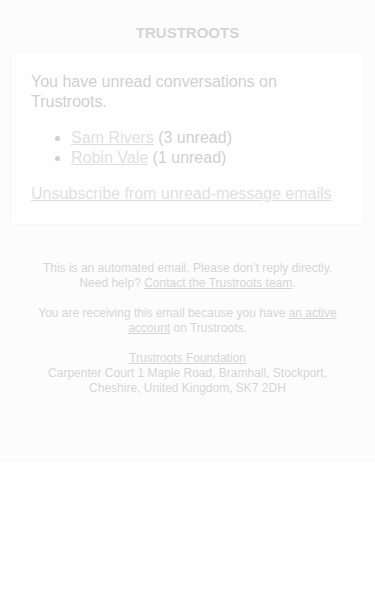 TRUSTROOTS
You have unread conversations on
Trustroots.
• Sam Rivers (3 unread)
• Robin Vale (1 unread)
Unsubscribe from unread-message emails
This is an automated email. Please don't reply directly.
Need help? Contact the Trustroots team.
You are receiving this email because you have an active
account on Trustroots.
Trustroots Foundation
Carpenter Court 1 Maple Road, Bramhall, Stockport,
Cheshire, United Kingdom, SK7 2DH